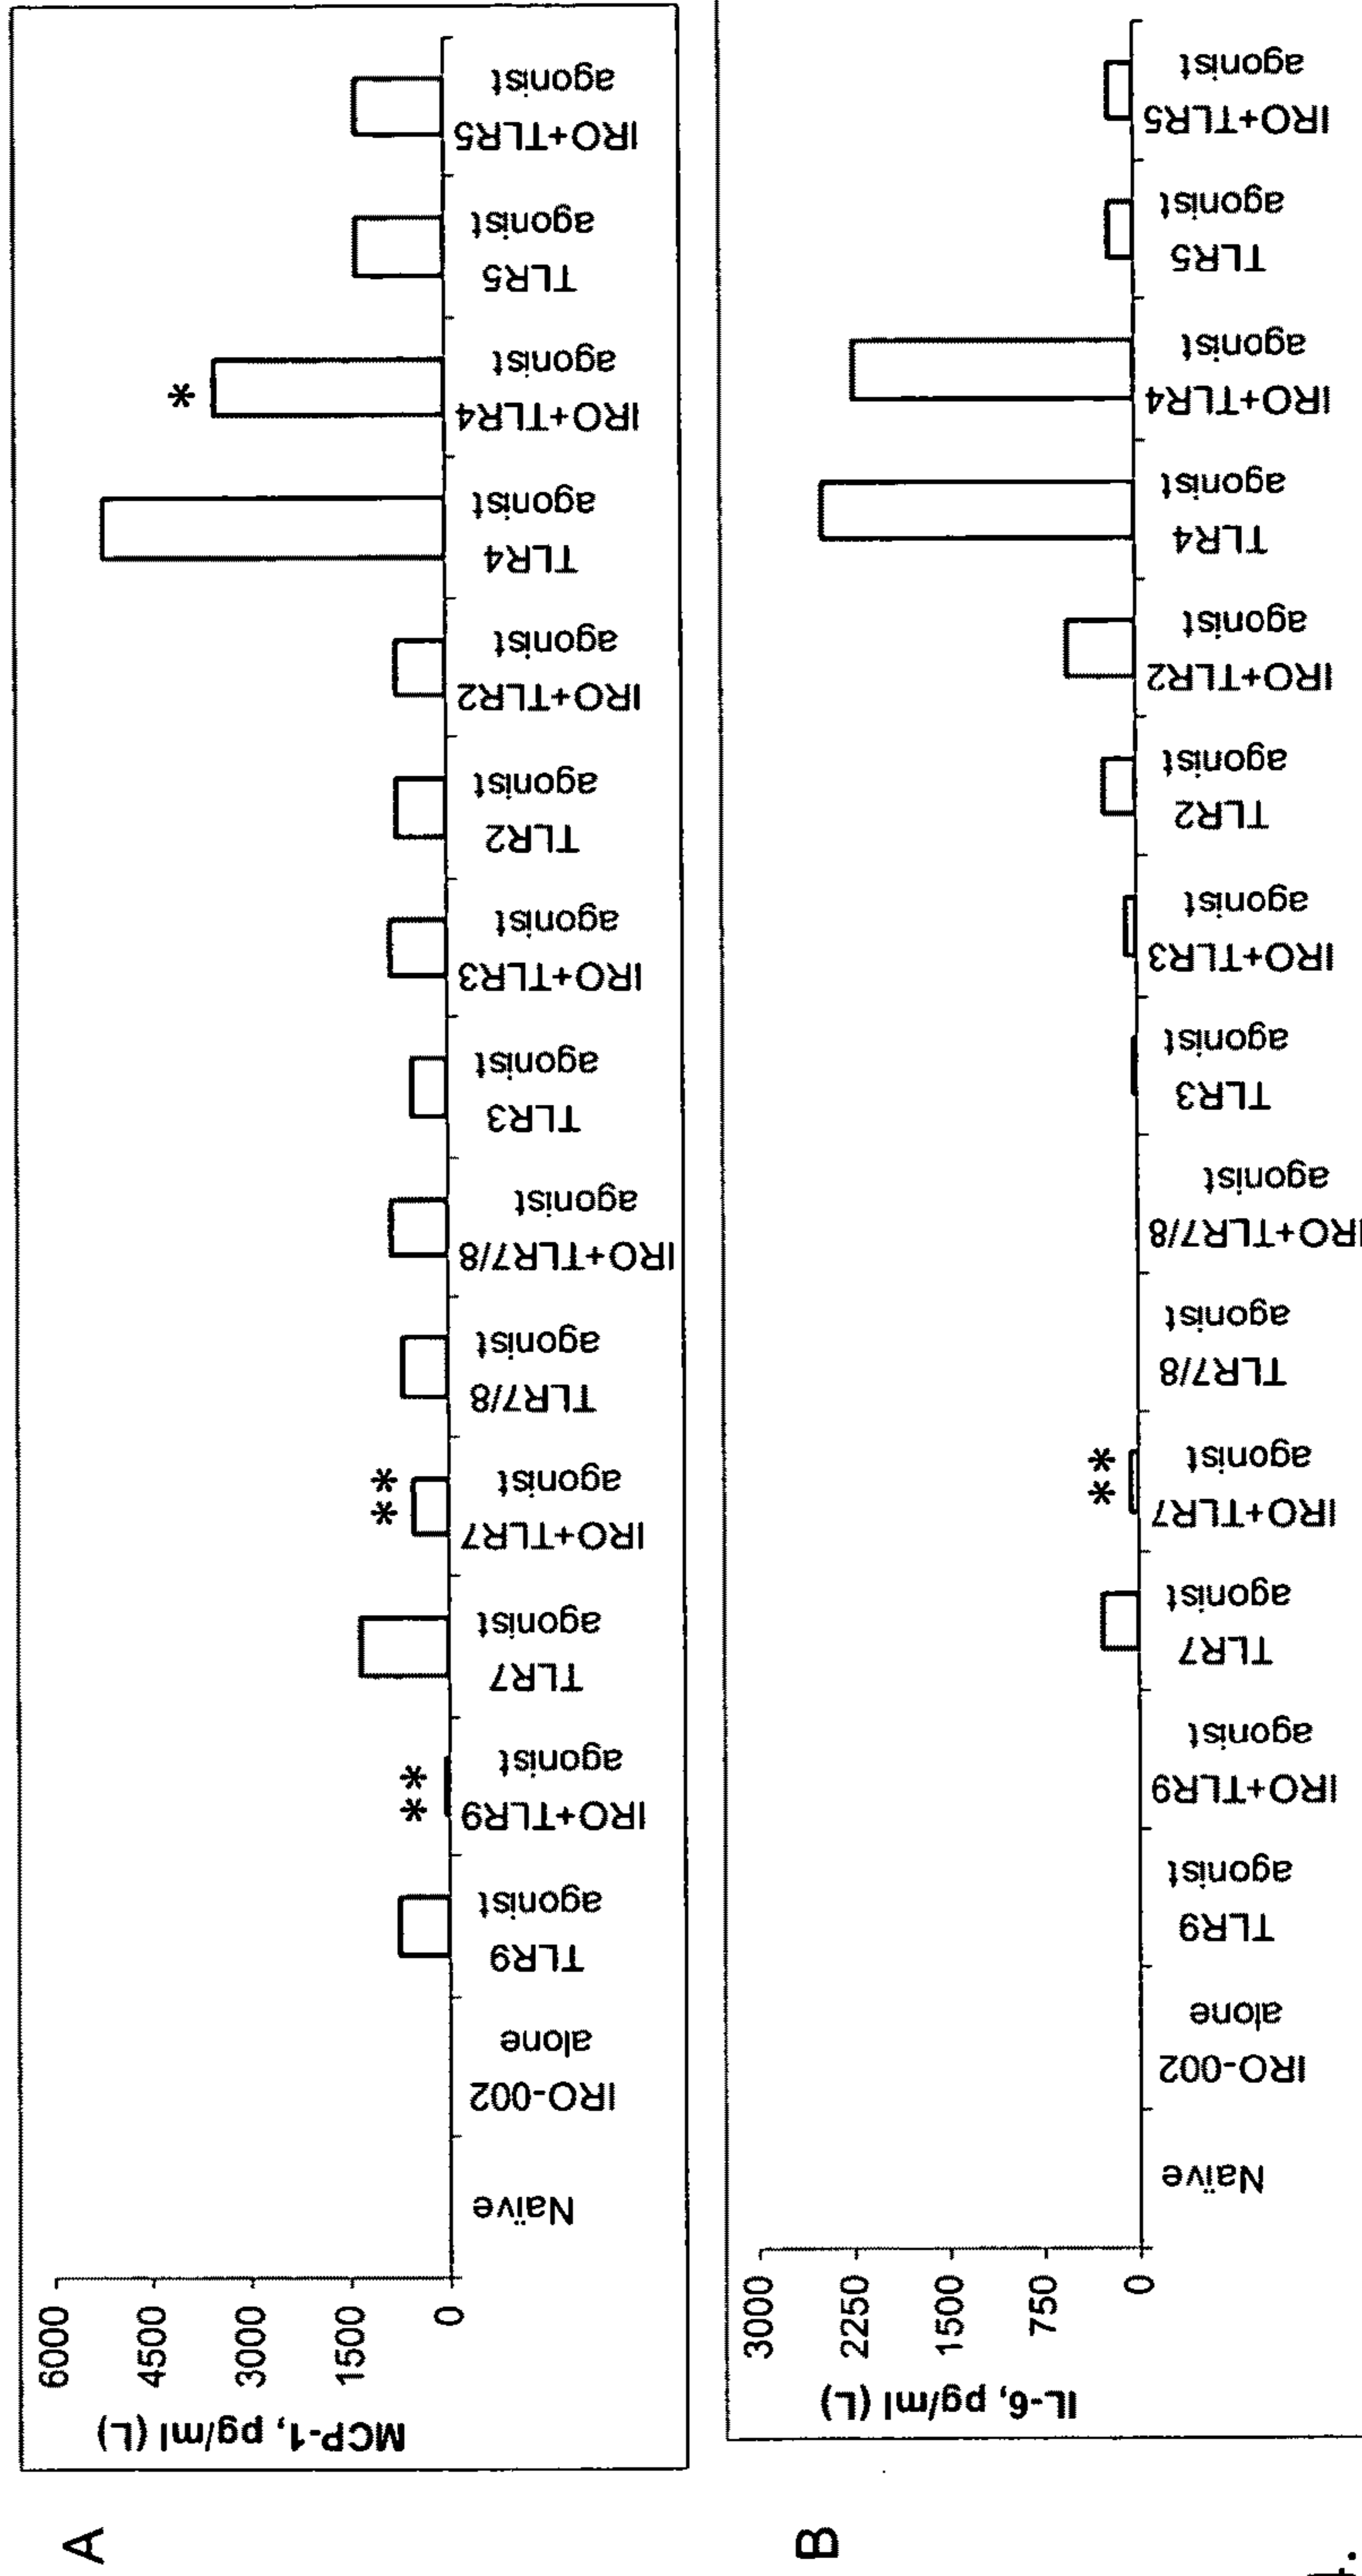 A
MCP-1, pg/ml (L)
6000
4500
3000
1500
0
Naïve
IRO-002
alone
TLR9
agonist
**
IRO+TLR9
agonist
TLR7
agonist
**
IRO+TLR7
agonist
TLR7/8
agonist
IRO+TLR7/8
agonist
TLR3
agonist
IRO+TLR3
agonist
TLR2
agonist
IRO+TLR2
agonist
TLR4
agonist
*
IRO+TLR4
agonist
TLR5
agonist
IRO+TLR5
agonist
B
IL-6, pg/ml (L)
3000
2250
1500
750
0
Naïve
IRO-002
alone
TLR9
agonist
IRO+TLR9
agonist
TLR7
agonist
**
IRO+TLR7
agonist
TLR7/8
agonist
IRO+TLR7/8
agonist
TLR3
agonist
IRO+TLR3
agonist
TLR2
agonist
IRO+TLR2
agonist
TLR4
agonist
IRO+TLR4
agonist
TLR5
agonist
IRO+TLR5
agonist